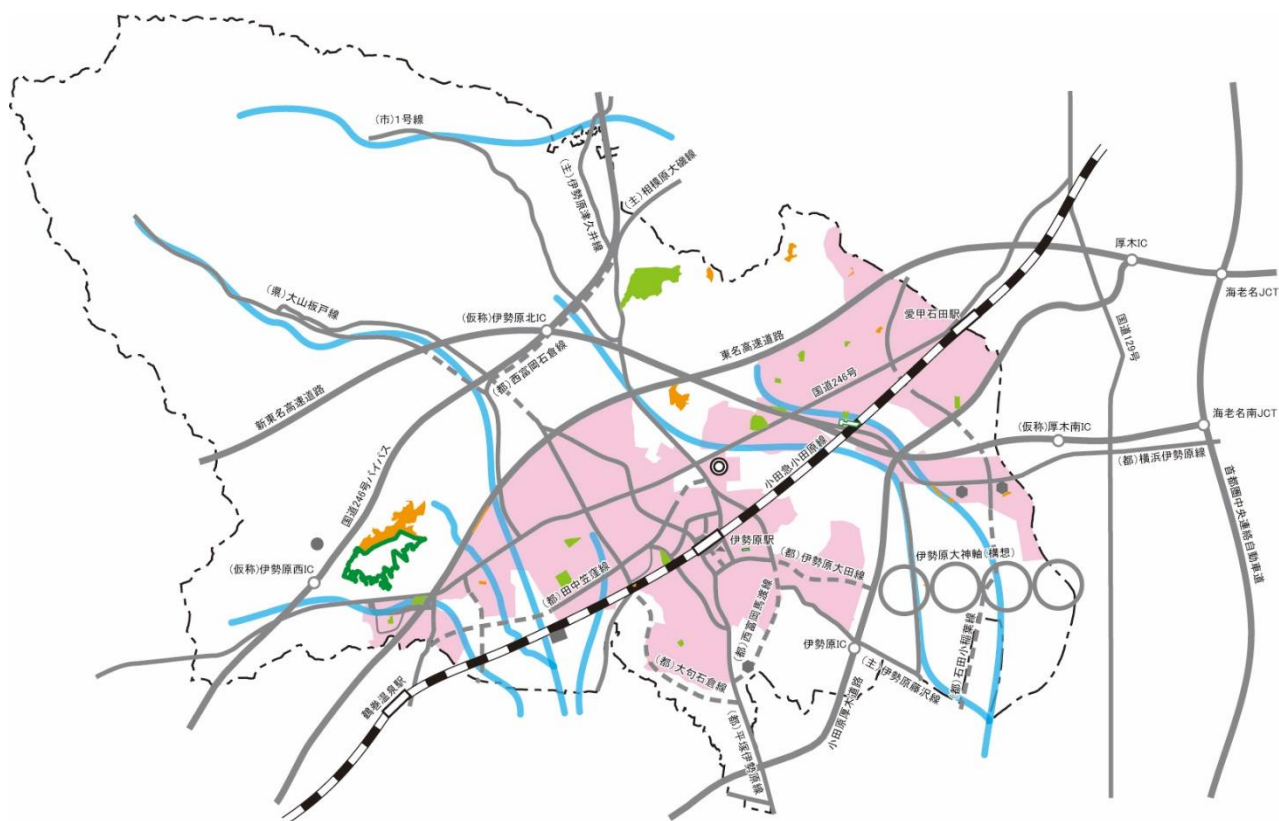 (市)1号線
(主)伊勢原津久井線
(主)相模原大磯線
厚木IC
海老名JCT
(県)大山板戸線
(仮称)伊勢原北IC
愛甲石田駅
国道129号
東名高速道路
(都)西富岡石倉線
国道246号
新東名高速道路
海老名南JCT
(仮称)厚木南IC
(都)横浜伊勢原線
小田急小田原線
国道246号バイパス
首都圏中央連絡自動車道
伊勢原駅
(都)伊勢原大田線
伊勢原大神軸(構想)
(仮称)伊勢原西IC
(都)田中笠窪線
(都)西富岡馬渡線
(都)石田小稲葉線
伊勢原IC
(主)伊勢原藤沢線
(都)大句石倉線
鶴巻温泉駅
小田原厚木道路
(都)平塚伊勢原線